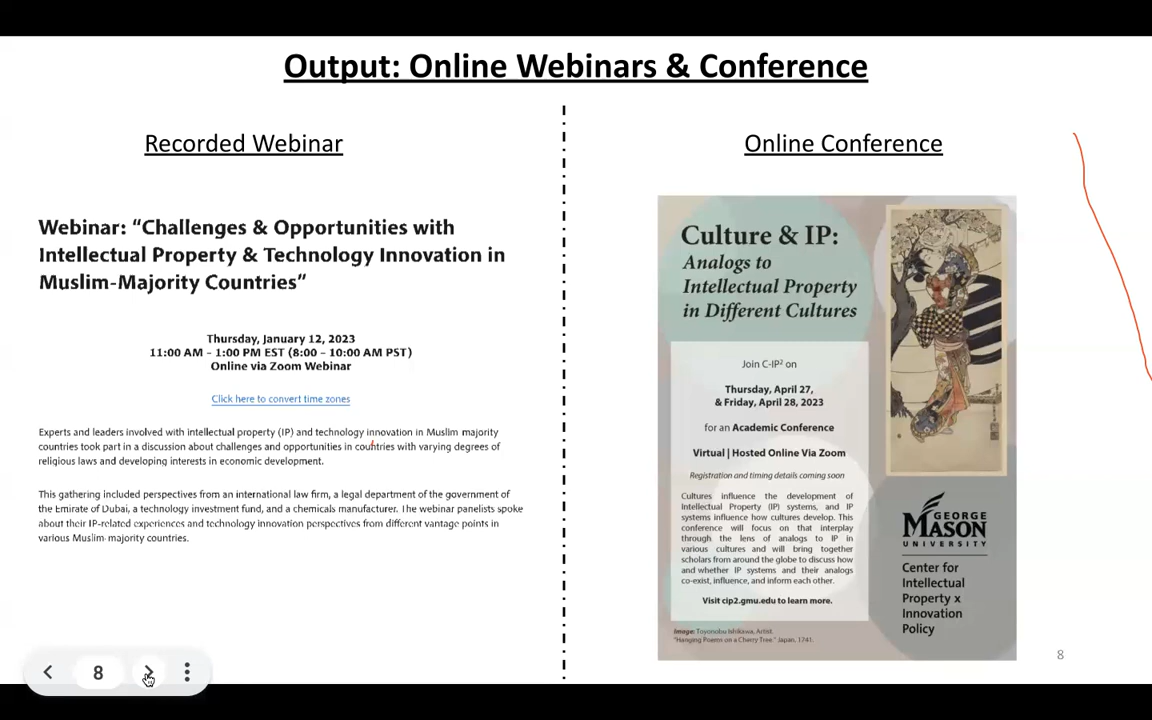 Output: Online Webinars & Conference
Recorded Webinar
Webinar: “Challenges & Opportunities with
Intellectual Property & Technology Innovation in
Muslim-Majority Countries”
Thursday, January 12, 2023
11:00 AM – 1:00 PM EST (8:00 – 10:00 AM PST)
Online via Zoom Webinar
Click here to convert time zones
Experts and leaders involved with intellectual property (IP) and technology innovation in Muslim-majority
countries took part in a discussion about challenges and opportunities in countries with varying degrees of
religious laws and developing interests in economic development.
This gathering included perspectives from an international law firm, a legal department of the government of
the Emirate of Dubai, a technology investment fund, and a chemicals manufacturer. The webinar panelists spoke
about their IP-related experiences and technology innovation perspectives from different vantage points in
various Muslim-majority countries.
Online Conference
Culture & IP:
Analogs to
Intellectual Property
in Different Cultures
Join C-IP² on
Thursday, April 27,
& Friday, April 28, 2023
for an Academic Conference
Virtual | Hosted Online Via Zoom
Registration and timing details coming soon
Cultures influence the development of
Intellectual Property (IP) systems, and IP
systems influence how cultures develop. This
conference will focus on that interplay
through the lens of analogs to IP in
various cultures and will bring together
scholars from around the globe to discuss how
and whether IP systems and their analogs
co-exist, influence, and inform each other.
Visit cip2.gmu.edu to learn more.
Image: Toyonobu Ishikawa, Artist.
"Hanging Poems on a Cherry Tree." Japan, 1741.
GEORGE
MASON
UNIVERSITY
Center for
Intellectual
Property x
Innovation
Policy
8
8